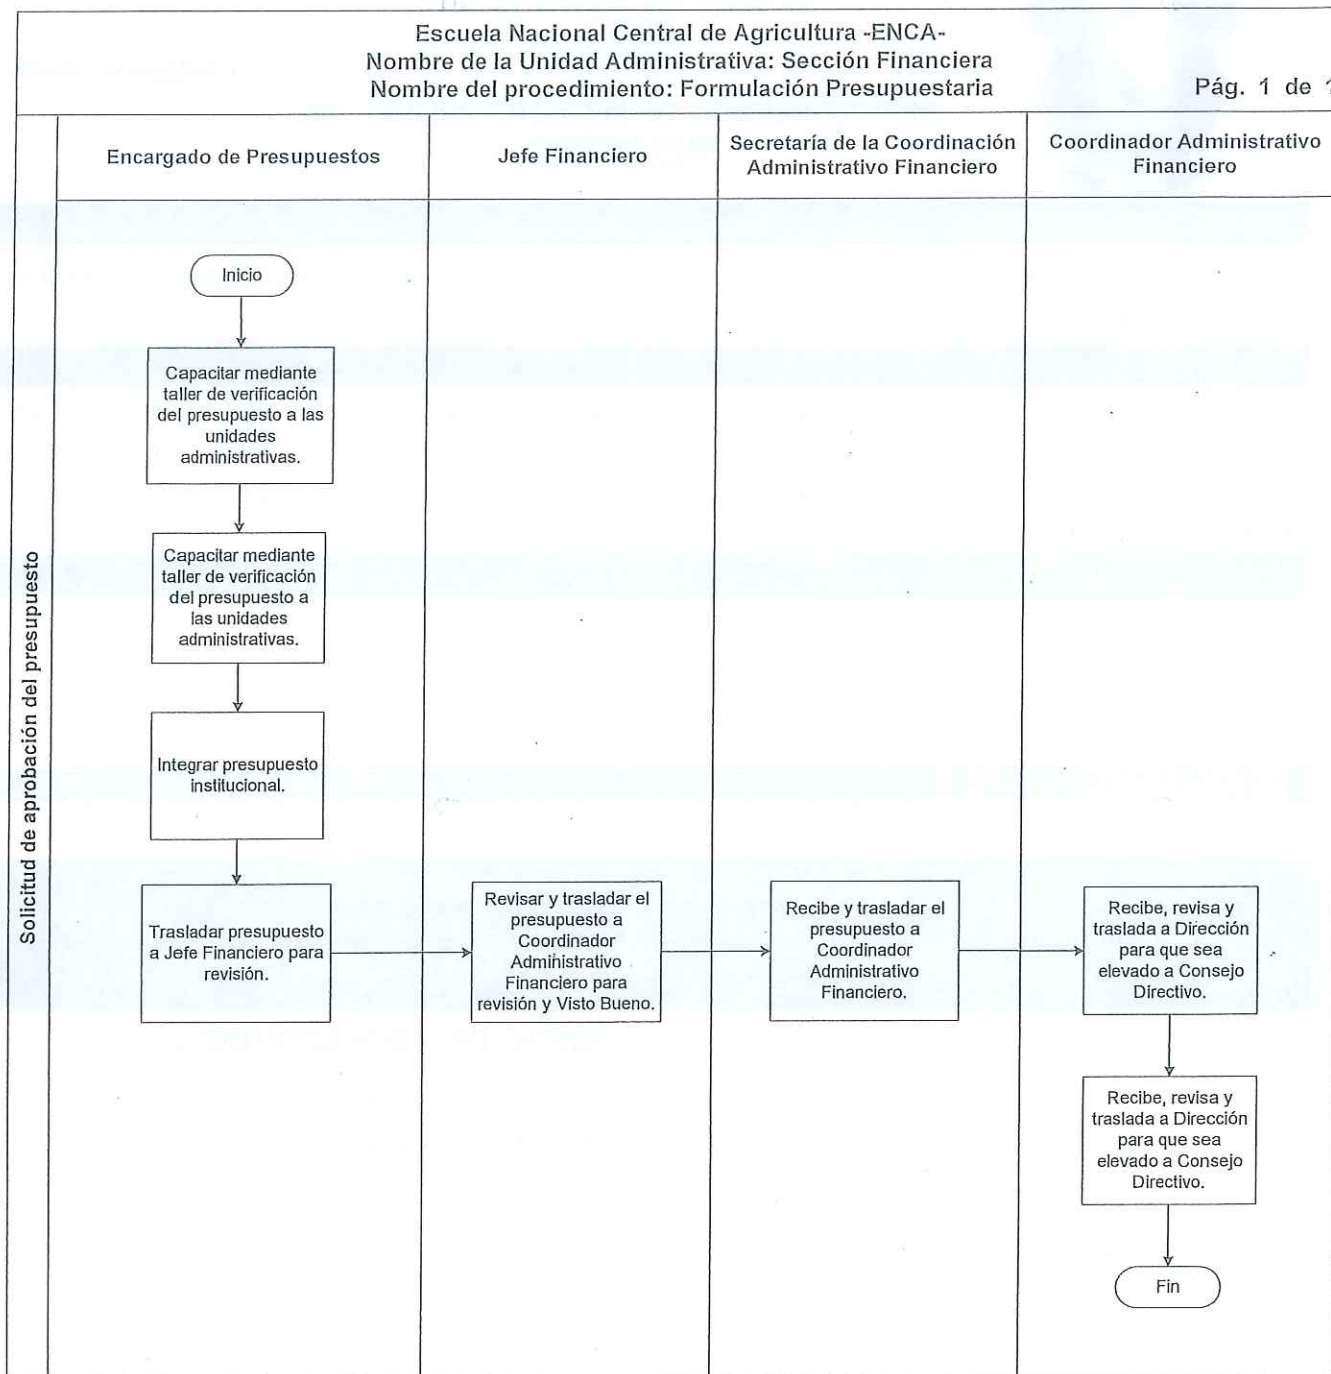 Escuela Nacional Central de Agricultura -ENCA-
Nombre de la Unidad Administrativa: Sección Financiera
Nombre del procedimiento: Formulación Presupuestaria
Pág. 1 de 1
Solicitud de aprobación del presupuesto
Encargado de Presupuestos
Jefe Financiero
Secretaría de la Coordinación
Administrativo Financiero
Coordinador Administrativo
Financiero
Inicio
Capacitar mediante
taller de verificación
del presupuesto a las
unidades
administrativas.
Capacitar mediante
taller de verificación
del presupuesto a
las unidades
administrativas.
Integrar presupuesto
institucional.
Trasladar presupuesto
a Jefe Financiero para
revisión.
Revisar y trasladar el
presupuesto a
Coordinador
Administrativo
Financiero para
revisión y Visto Bueno.
Recibe y trasladar el
presupuesto a
Coordinador
Administrativo
Financiero.
Recibe, revisa y
traslada a Dirección
para que sea
elevado a Consejo
Directivo.
Recibe, revisa y
traslada a Dirección
para que sea
elevado a Consejo
Directivo.
Fin